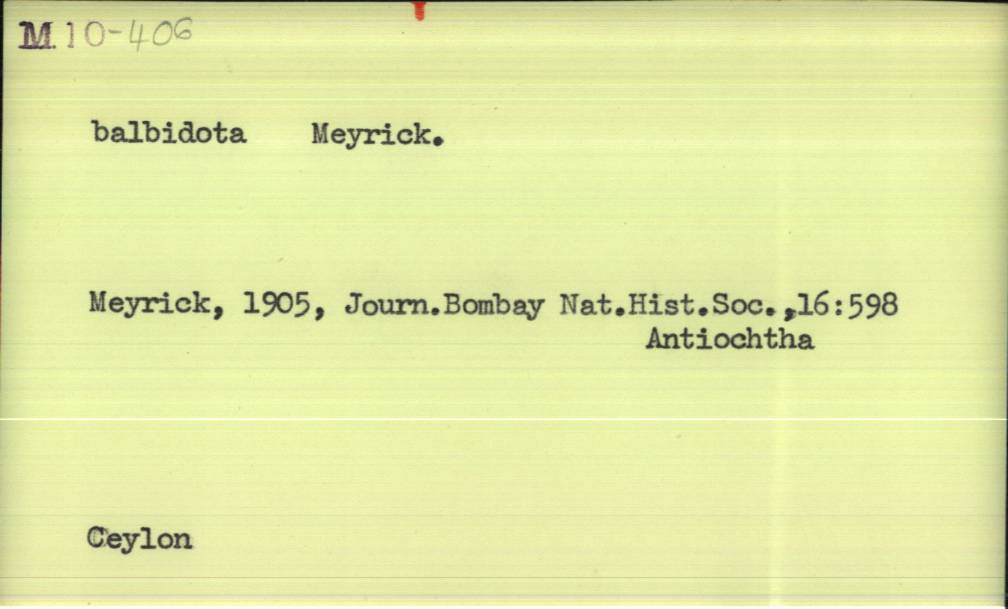 M 10-406
balbidota Meyrick.
Meyrick, 1905, Journ.Bombay Nat.Hist.Soc.,16:598
Antiochtha
Ceylon